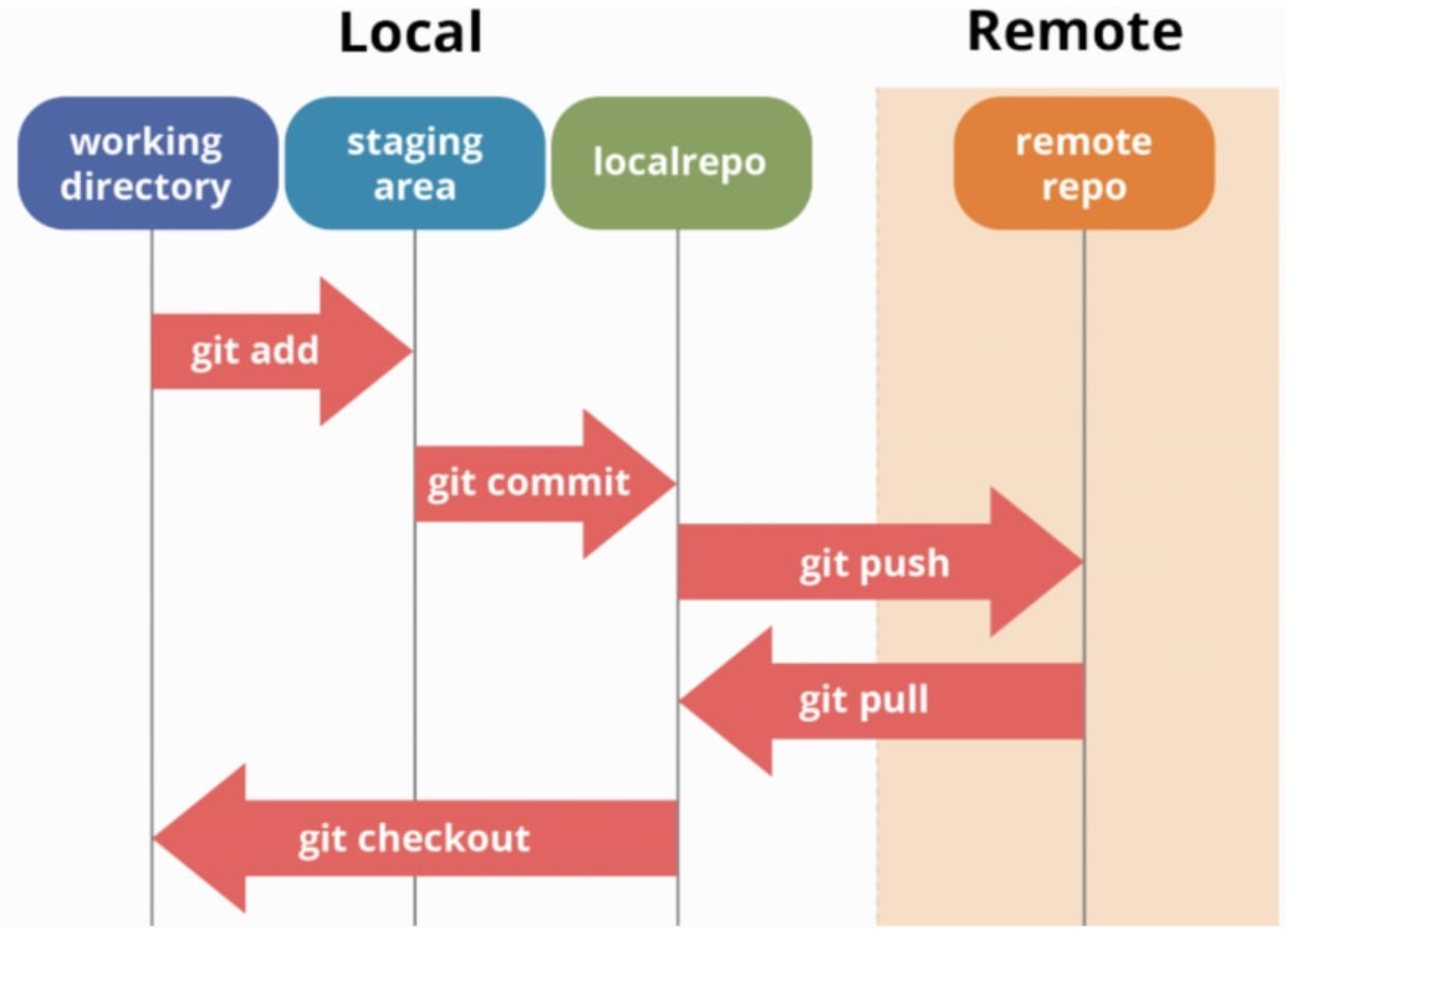 Local
Remote
working
directory
staging
area
localrepo
remote
repo
git add
git commit
git push
git pull
git checkout